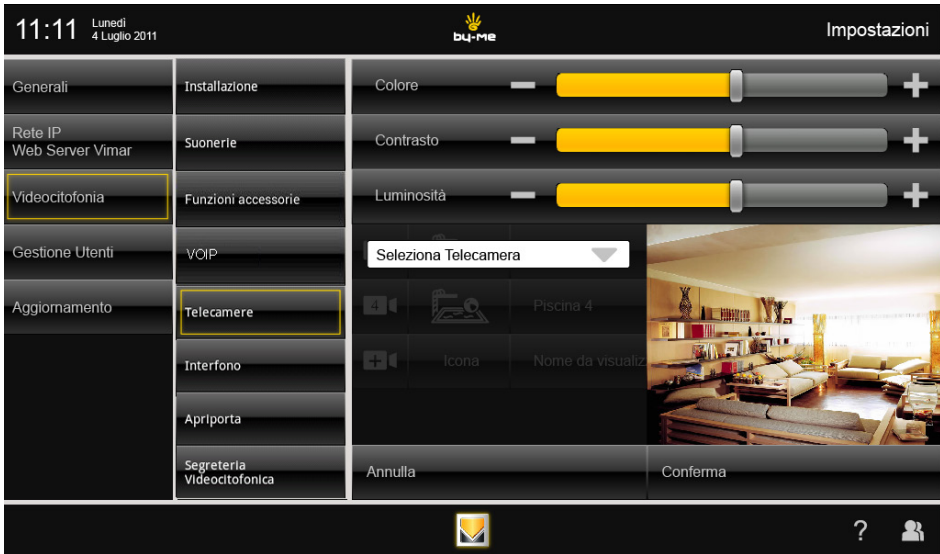 11:11
Lunedì
4 Luglio 2011
by-me
Impostazioni
Generali
Rete IP
Web Server Vimar
Videocitofonia
Gestione Utenti
Aggiornamento
Installazione
Suonerie
Funzioni accessorie
VOIP
Telecamere
Interfono
Apriporta
Segreteria
Videocitofonica
Colore
Contrasto
Luminosità
Seleziona Telecamera
4
Piscina 4
Icona
Nome da visualiz
Annulla
Conferma
?